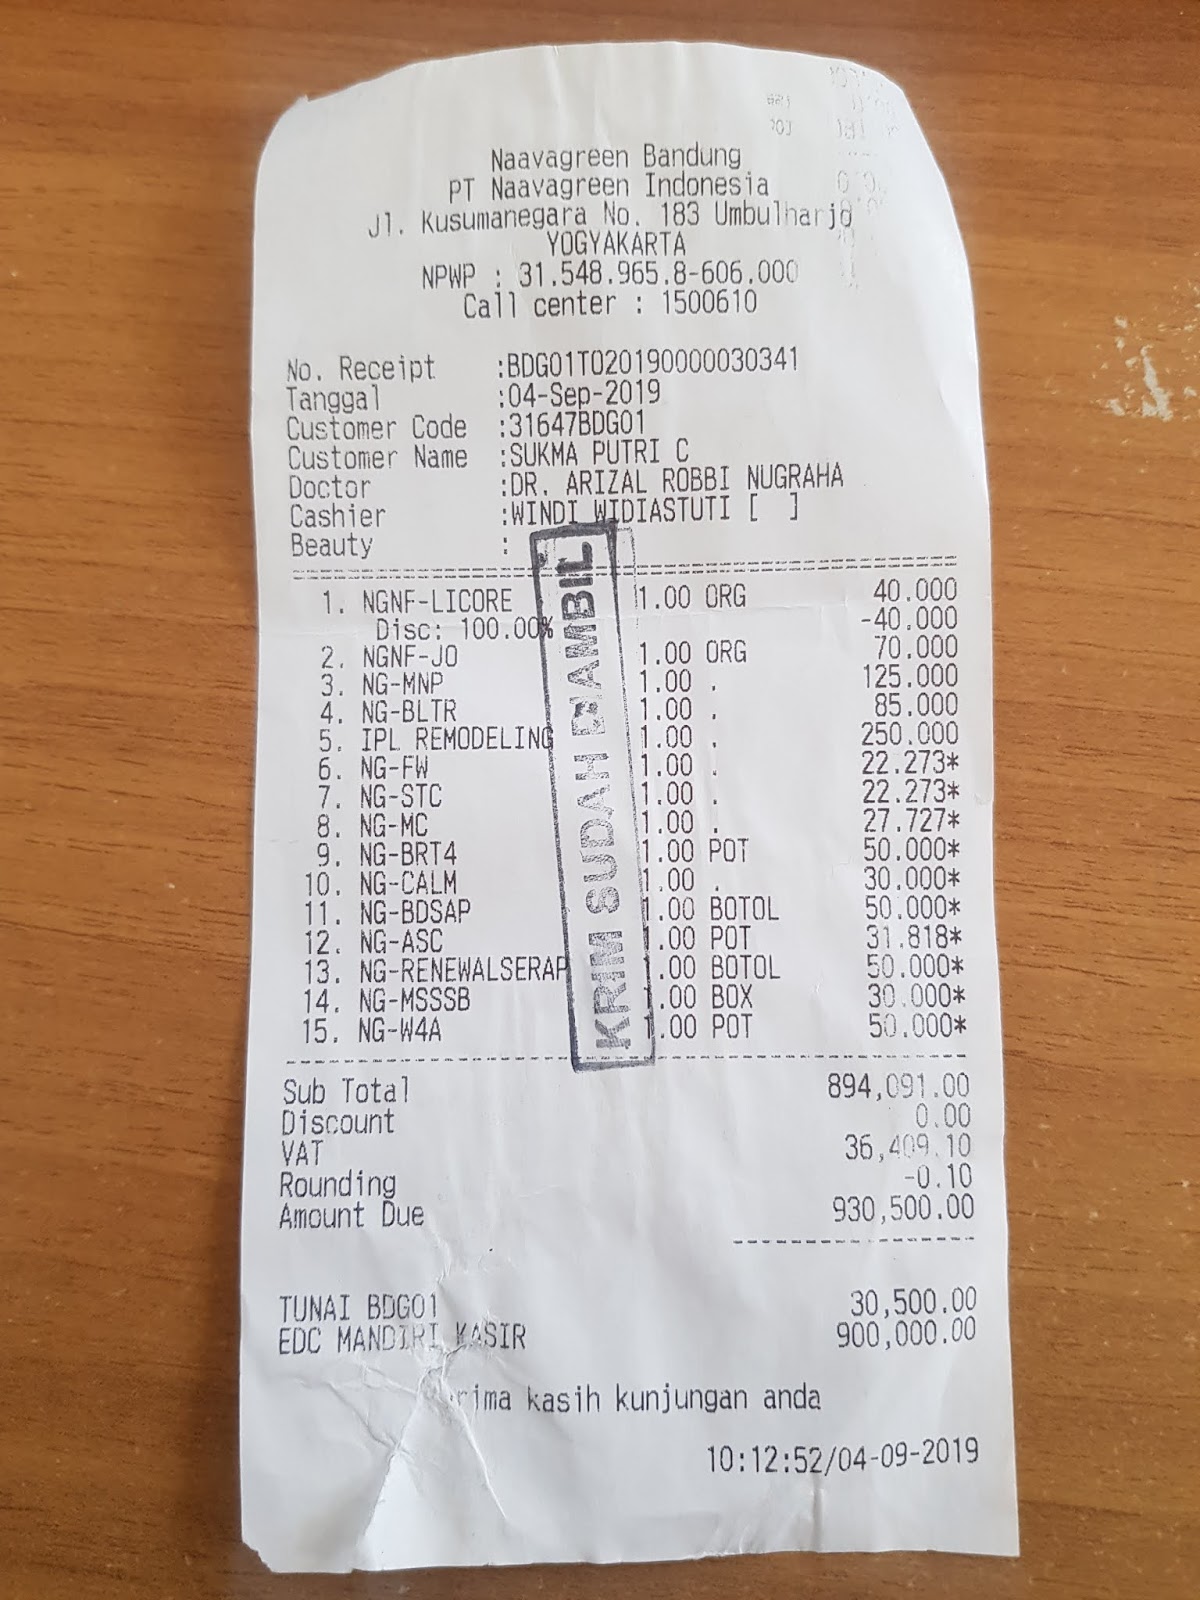 Naavagreen Bandung
PT Naavagreen Indonesia
Jl. Kusumanegara No. 183 Umbulharjo
YOGYAKARTA
NPWP : 31.548.965.8-606.000
Call center : 1500610
No. Receipt :BDG01T020190000030341
Tanggal :04-Sep-2019
Customer Code :31647BDG01
Customer Name :SUKMA PUTRI C
Doctor :DR. ARIZAL ROBBI NUGRAHA
Cashier :WINDI WIDIASTUTI [ ]
Beauty :
1. NGNF-LICORE 1.00 ORG 40.000
Disc: 100.00% -40.000
2. NGNF-JO 1.00 ORG 70.000
3. NG-MNP 1.00 . 125.000
4. NG-BLTR 1.00 . 85.000
5. IPL REMODELING 1.00 . 250.000
6. NG-FW 1.00 . 22.273*
7. NG-STC 1.00 . 22.273*
8. NG-MC 1.00 . 27.727*
9. NG-BRT4 1.00 POT 50.000*
10. NG-CALM 1.00 . 30.000*
11. NG-BDSAP 1.00 BOTOL 50.000*
12. NG-ASC 1.00 POT 31.818*
13. NG-RENEWALSERAP 1.00 BOTOL 50.000*
14. NG-MSSSB 1.00 BOX 30.000*
15. NG-W4A 1.00 POT 50.000*
KRIM SUDAH DIAMBIL
Sub Total 894,091.00
Discount 0.00
VAT 36,409.10
Rounding -0.10
Amount Due 930,500.00
TUNAI BDG01 30,500.00
EDC MANDIRI KASIR 900,000.00
kasih kunjungan anda
10:12:52/04-09-2019